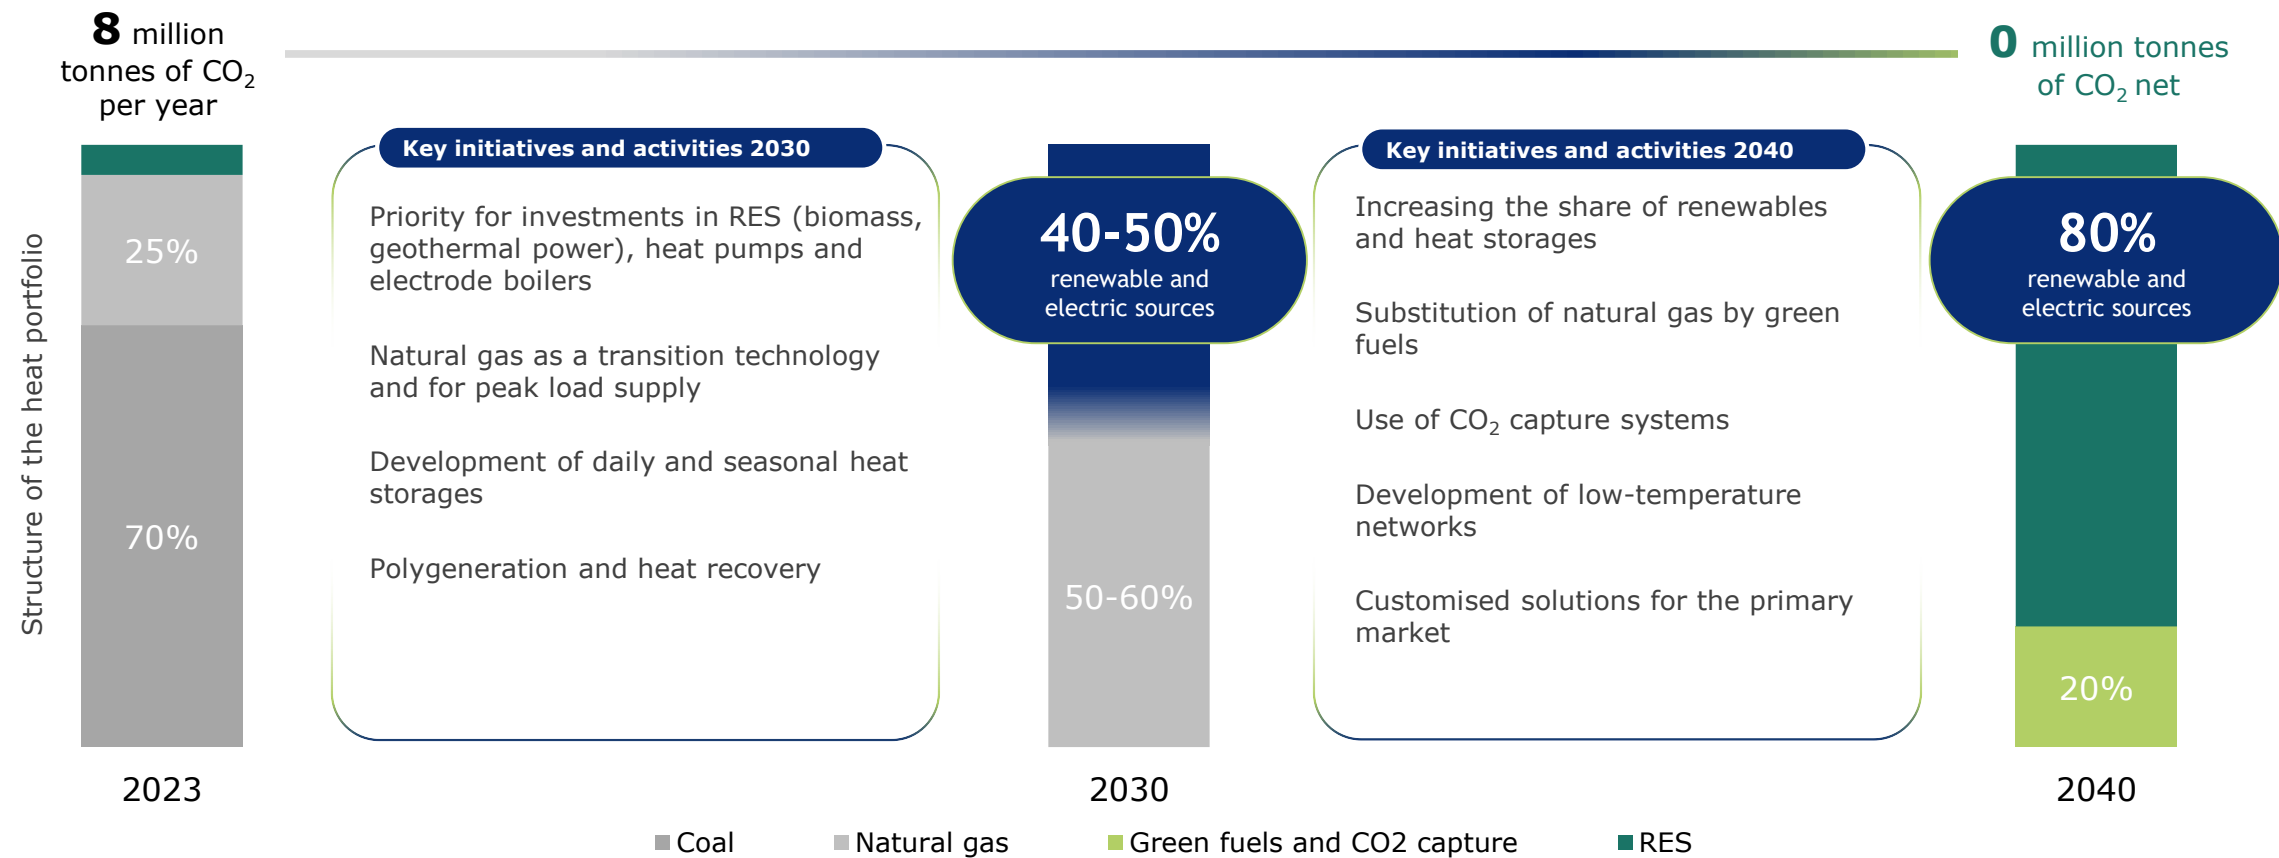 8 million
tonnes of CO2
per year
0 million tonnes
of CO2 net
Structure of the heat portfolio
25%
70%
2023
Key initiatives and activities 2030
Priority for investments in RES (biomass,
geothermal power), heat pumps and
electrode boilers
Natural gas as a transition technology
and for peak load supply
Development of daily and seasonal heat
storages
Polygeneration and heat recovery
40-50%
renewable and
electric sources
50-60%
2030
Key initiatives and activities 2040
Increasing the share of renewables
and heat storages
Substitution of natural gas by green
fuels
Use of CO2 capture systems
Development of low-temperature
networks
Customised solutions for the primary
market
80%
renewable and
electric sources
20%
2040
Coal
Natural gas
Green fuels and CO2 capture
RES